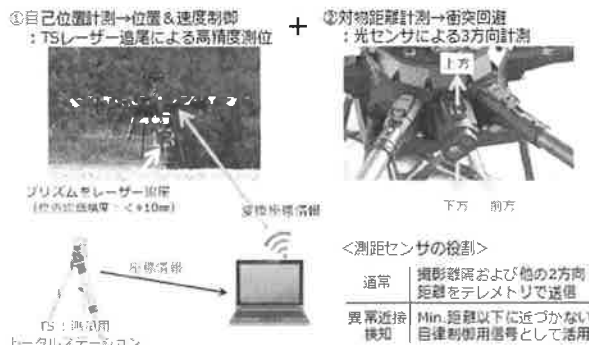 ①自己位置計測→位置&速度制御
:TSレーザー追尾による高精度測位
+
②対物距離計測→衝突回避
:光センサによる3方向計測
上方
プリズムをレーザー追尾
変換座標情報
下方 前方
座標情報
<測距センサの役割>
通常 撮影離隔および他の2方向
距離をテレメトリで送信
異常近接
検知
Min.距離以下に近づかない
自律制御用信号として活用
TS:測量用
トータルステーション